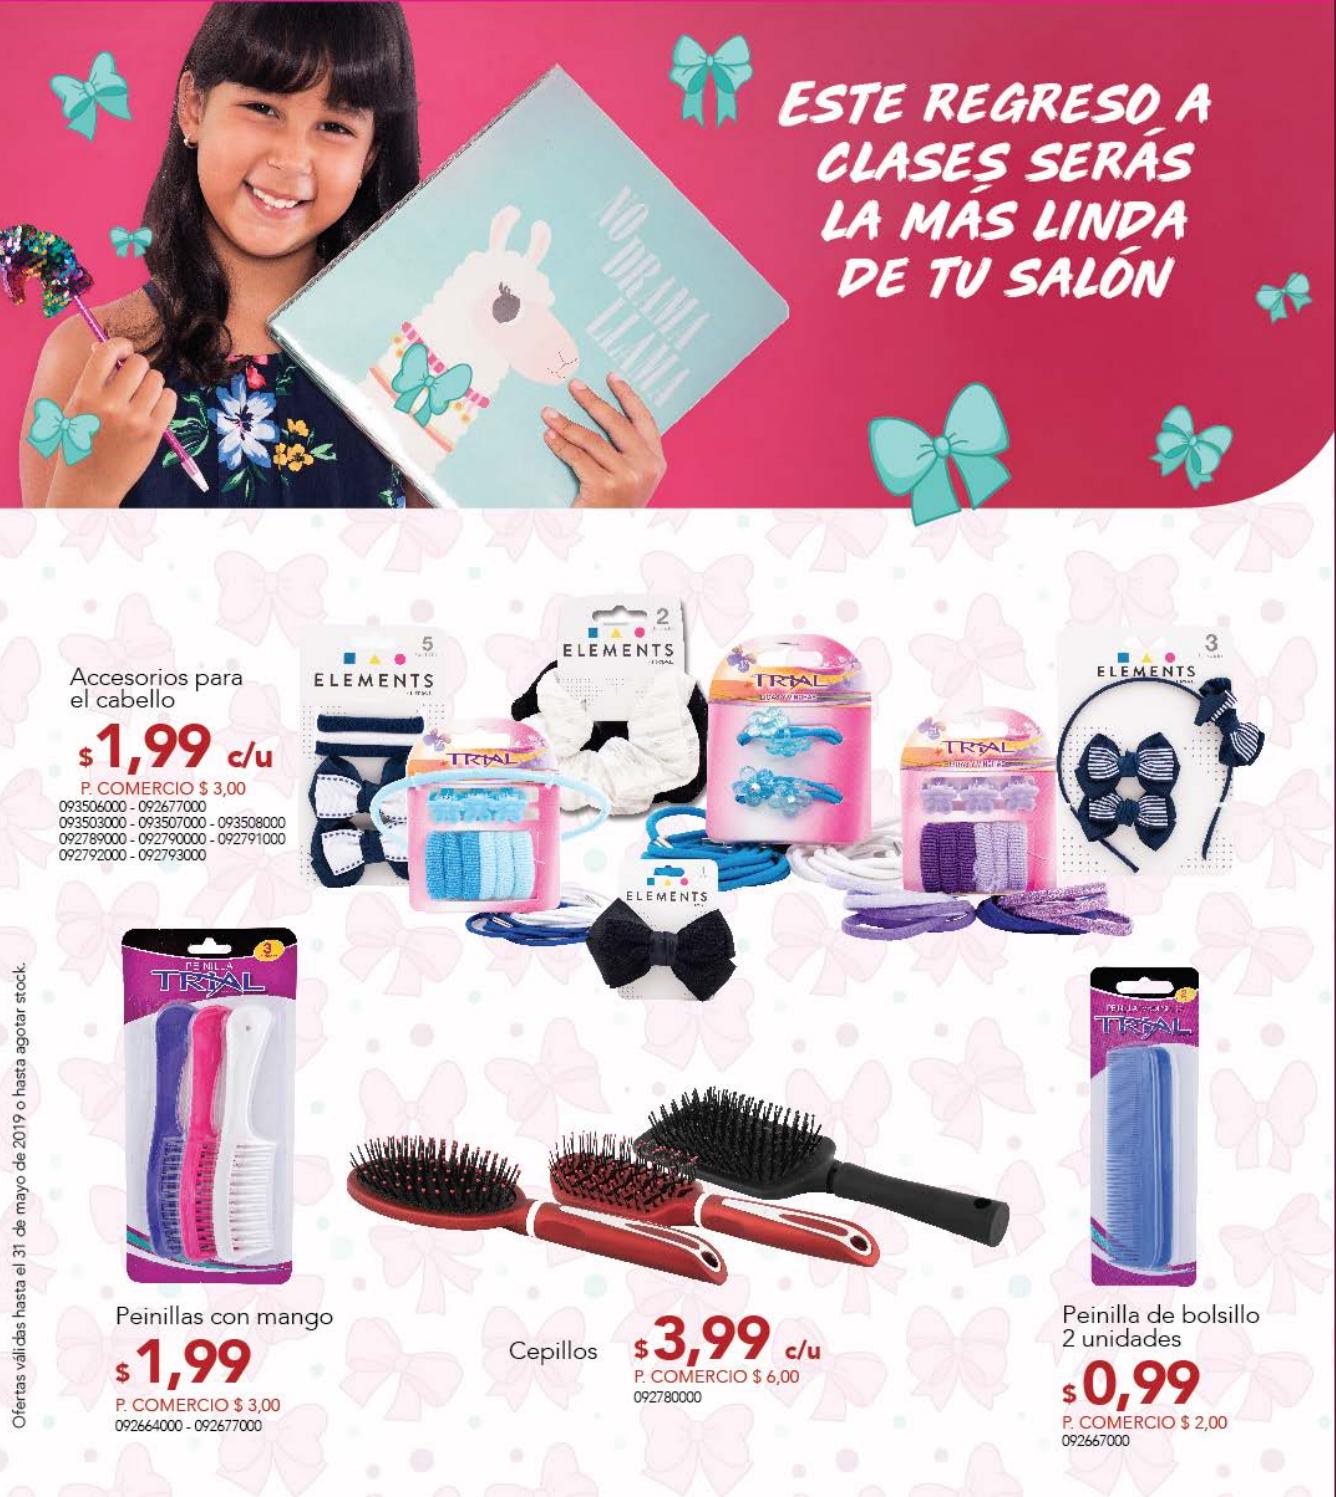 ESTE REGRESO A
CLASES SERÁS
LA MÁS LINDA
DE TU SALÓN
NO
DRAMA
LLAMA
Accesorios para
el cabello
$1,99 c/u
P. COMERCIO $ 3,00
093506000 - 092677000
093503000 - 093507000 - 093508000
092789000 - 092790000 - 092791000
092792000 - 092793000
5
ELEMENTS
TRIAL
2
ELEMENTS
TRIAL
TRIAL
TRIAL
3
ELEMENTS
ELEMENTS
3
PEINILLA
TRIAL
TRIAL
Peinillas con mango
$1,99
P. COMERCIO $ 3,00
092664000 - 092677000
Cepillos
$3,99 c/u
P. COMERCIO $ 6,00
092780000
Peinilla de bolsillo
2 unidades
$0,99
P. COMERCIO $ 2,00
092667000
Ofertas válidas hasta el 31 de mayo de 2019 o hasta agotar stock.